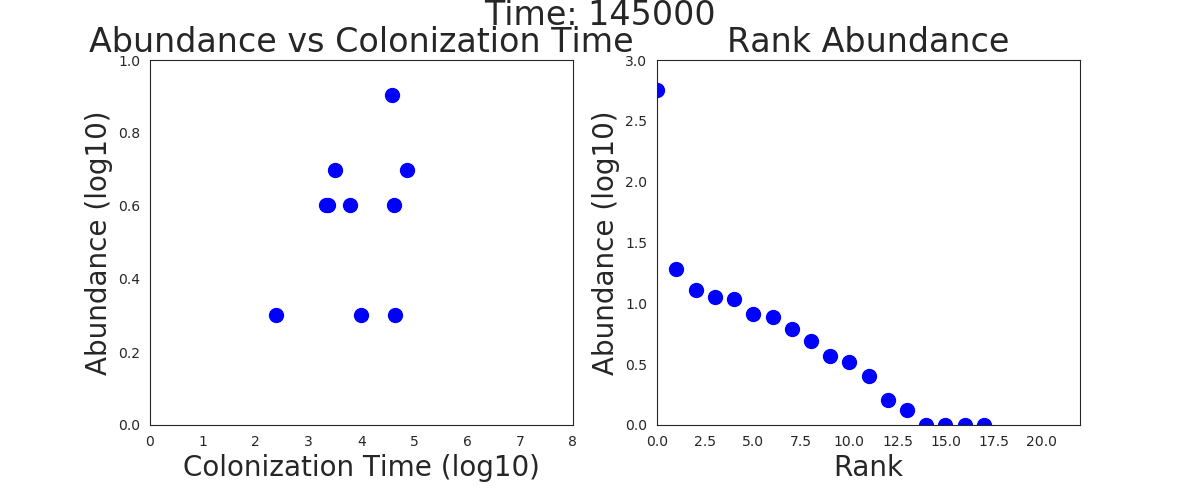 Time: 145000
Abundance vs Colonization Time
Abundance (log10)
1.0
0.8
0.6
0.4
0.2
0.0
0 1 2 3 4 5 6 7 8
Colonization Time (log10)
Rank Abundance
Abundance (log10)
3.0
2.5
2.0
1.5
1.0
0.5
0.0
0.0 2.5 5.0 7.5 10.0 12.5 15.0 17.5 20.0
Rank